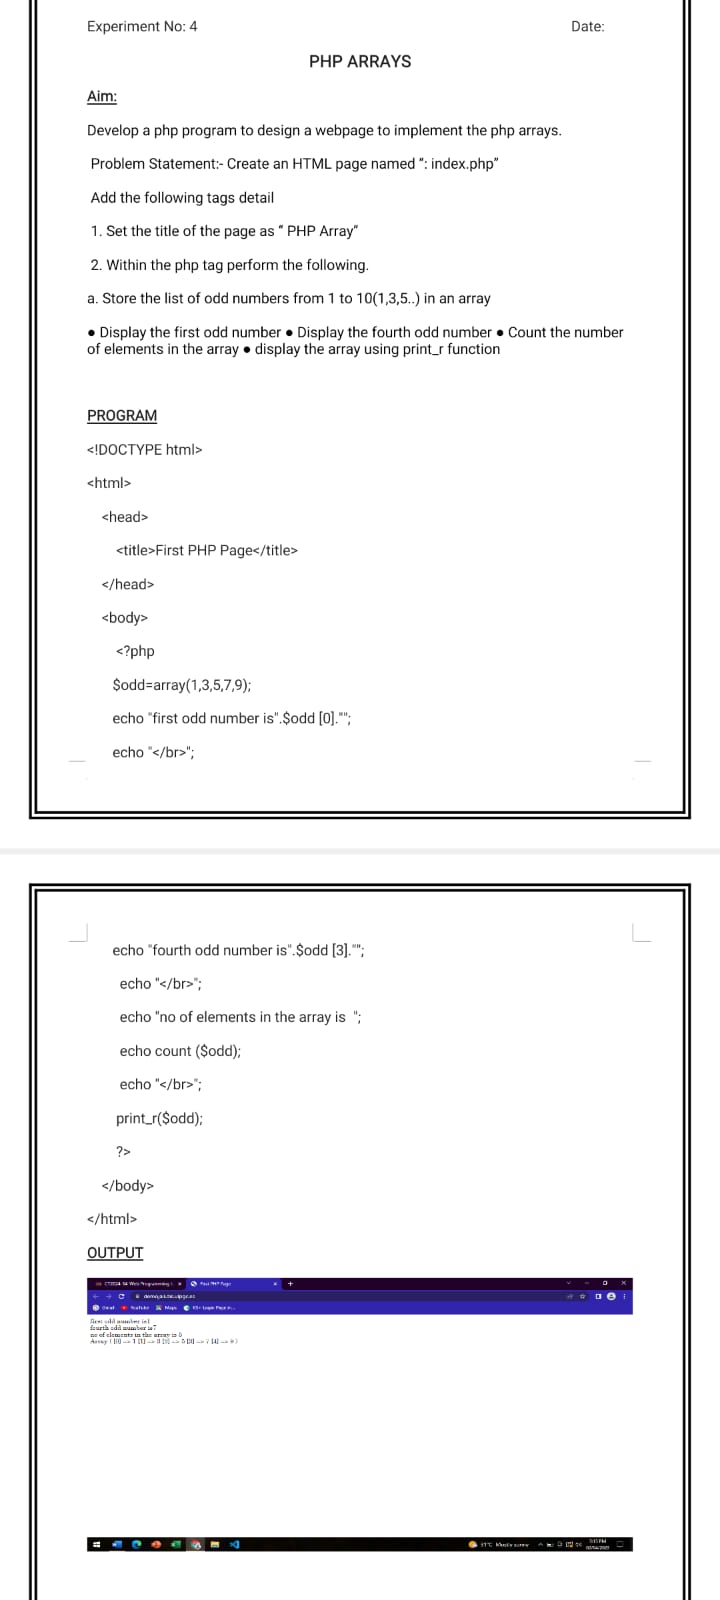 Experiment No: 4 Date:
PHP ARRAYS
Aim:
Develop a php program to design a webpage to implement the php arrays.
Problem Statement:- Create an HTML page named “: index.php”
Add the following tags detail
1. Set the title of the page as “ PHP Array“
2. Within the php tag perform the following.
a. Store the list of odd numbers from 1 to 10(1,3,5..) in an array
● Display the first odd number ● Display the fourth odd number ● Count the number
of elements in the array ● display the array using print_r function
PROGRAM
<!DOCTYPE html>
<html>
<head>
<title>First PHP Page</title>
</head>
<body>
<?php
$odd=array(1,3,5,7,9);
echo "first odd number is".$odd [0]."";
echo "</br>";
echo "fourth odd number is".$odd [3]."";
echo "</br>";
echo "no of elements in the array is  ";
echo count ($odd);
echo "</br>";
print_r($odd);
?>
</body>
</html>
OUTPUT
First PHP Page
Gmail YouTube Maps
first odd number is1
fourth odd number is7
no of elements in the array is 5
Array ( [0] => 1 [1] => 3 [2] => 5 [3] => 7 [4] => 9 )
31°C Mostly sunny